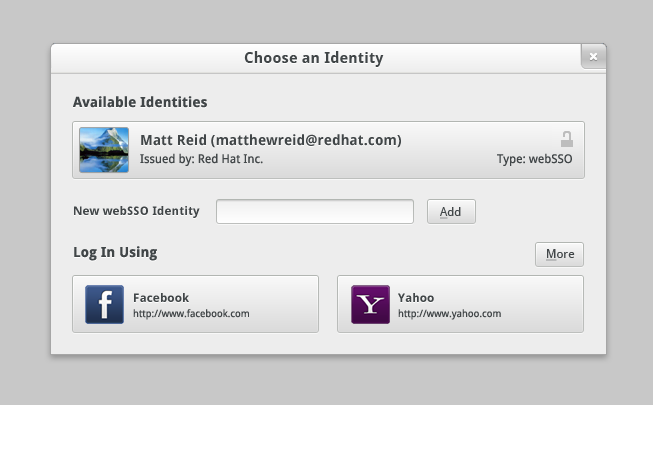 Choose an Identity
Available Identities
Matt Reid (matthewreid@redhat.com)
Issued by: Red Hat Inc.
Type: webSSO
New webSSO Identity
Add
Log In Using
More
f
Facebook
http://www.facebook.com
Y
Yahoo
http://www.yahoo.com